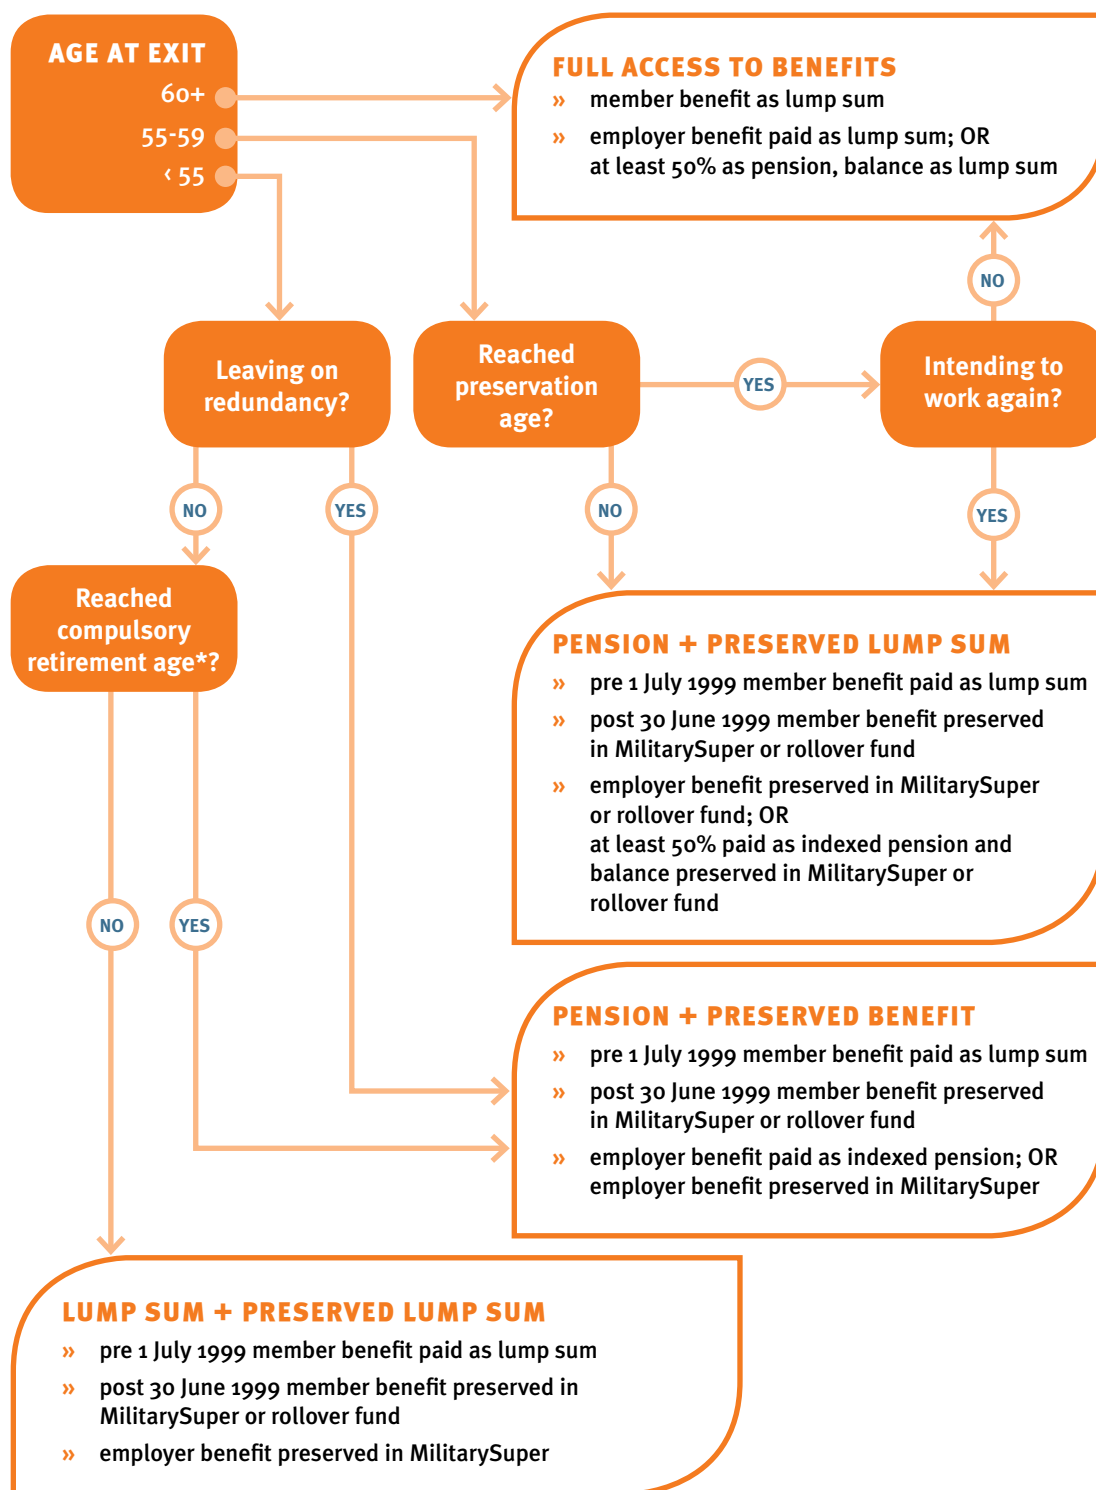 AGE AT EXIT
60+
55-59
< 55
FULL ACCESS TO BENEFITS
» member benefit as lump sum
» employer benefit paid as lump sum; OR
at least 50% as pension, balance as lump sum
NO
Leaving on
redundancy?
Reached
preservation
age?
YES
Intending to
work again?
NO
YES
NO
YES
Reached
compulsory
retirement age*?
PENSION + PRESERVED LUMP SUM
» pre 1 July 1999 member benefit paid as lump sum
» post 30 June 1999 member benefit preserved
in MilitarySuper or rollover fund
» employer benefit preserved in MilitarySuper
or rollover fund; OR
at least 50% paid as indexed pension and
balance preserved in MilitarySuper or
rollover fund
NO
YES
PENSION + PRESERVED BENEFIT
» pre 1 July 1999 member benefit paid as lump sum
» post 30 June 1999 member benefit preserved
in MilitarySuper or rollover fund
» employer benefit paid as indexed pension; OR
employer benefit preserved in MilitarySuper
LUMP SUM + PRESERVED LUMP SUM
» pre 1 July 1999 member benefit paid as lump sum
» post 30 June 1999 member benefit preserved in
MilitarySuper or rollover fund
» employer benefit preserved in MilitarySuper